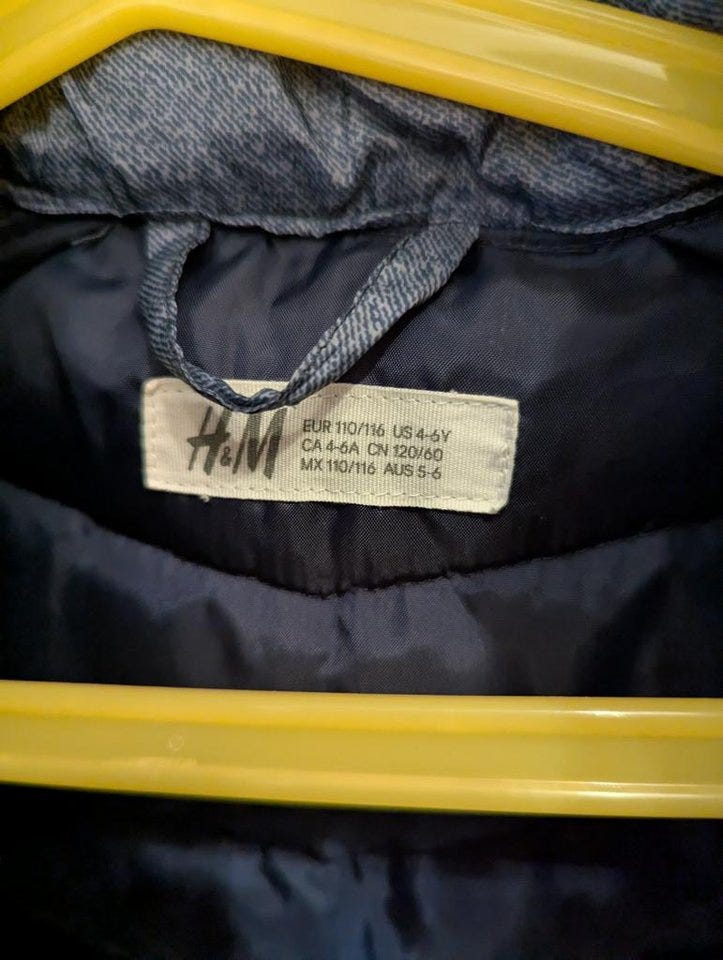 H&M
EUR 110/116 US 4-6Y
CA 4-6A CN 120/60
MX 110/116 AUS 5-6